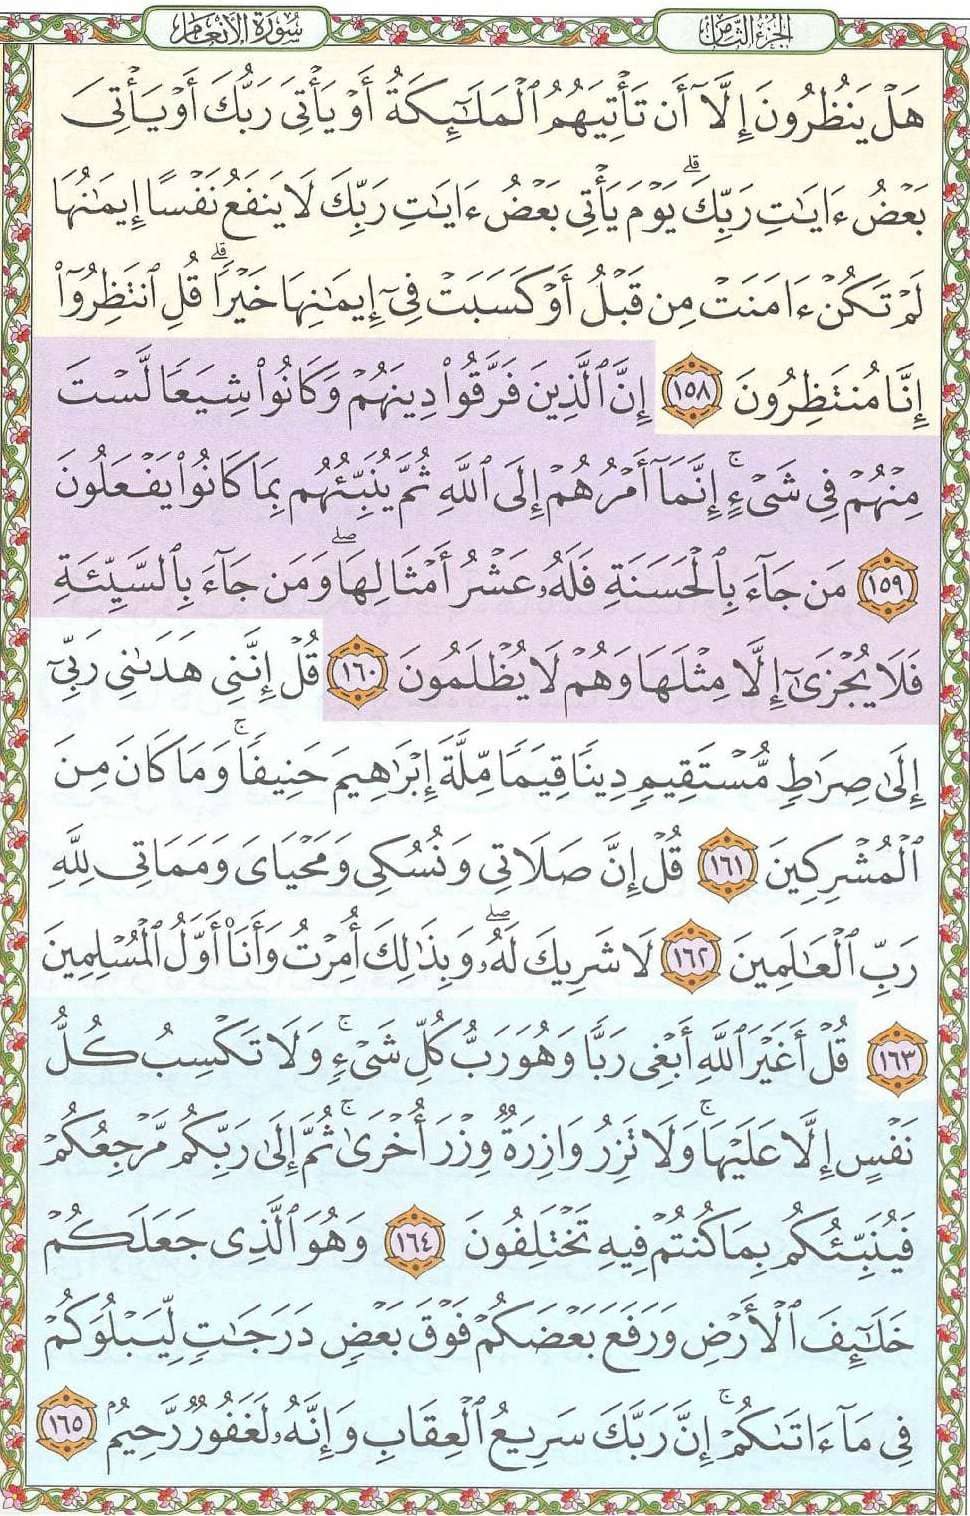 الجزء الثامن
سورة الأنعام
هَلْ يَنظُرُونَ إِلَّآ أَن تَأْتِيَهُمُ ٱلْمَلَٰٓئِكَةُ أَوْ يَأْتِىَ رَبُّكَ أَوْ يَأْتِىَ
بَعْضُ ءَايَٰتِ رَبِّكَ ۗ يَوْمَ يَأْتِى بَعْضُ ءَايَٰتِ رَبِّكَ لَا يَنفَعُ نَفْسًا إِيمَٰنُهَا
لَمْ تَكُنْ ءَامَنَتْ مِن قَبْلُ أَوْ كَسَبَتْ فِىٓ إِيمَٰنِهَا خَيْرًا ۗ قُلِ ٱنتَظِرُوٓا۟
إِنَّا مُنتَظِرُونَ ١٥٨ إِنَّ ٱلَّذِينَ فَرَّقُوا۟ دِينَهُمْ وَكَانُوا۟ شِيَعًا لَّسْتَ
مِنْهُمْ فِى شَىْءٍ ۚ إِنَّمَآ أَمْرُهُمْ إِلَى ٱللَّهِ ثُمَّ يُنَبِّئُهُم بِمَا كَانُوا۟ يَفْعَلُونَ
١٥٩ مَن جَآءَ بِٱلْحَسَنَةِ فَلَهُۥ عَشْرُ أَمْثَالِهَا ۖ وَمَن جَآءَ بِٱلسَّيِّئَةِ
فَلَا يُجْزَىٰٓ إِلَّا مِثْلَهَا وَهُمْ لَا يُظْلَمُونَ ١٦٠ قُلْ إِنَّنِى هَدَىٰنِى رَبِّىٓ
إِلَىٰ صِرَٰطٍ مُّسْتَقِيمٍ دِينًا قِيَمًا مِّلَّةَ إِبْرَٰهِيمَ حَنِيفًا ۚ وَمَا كَانَ مِنَ
ٱلْمُشْرِكِينَ ١٦١ قُلْ إِنَّ صَلَاتِى وَنُسُكِى وَمَحْيَاىَ وَمَمَاتِى لِلَّهِ
رَبِّ ٱلْعَٰلَمِينَ ١٦٢ لَا شَرِيكَ لَهُۥ ۖ وَبِذَٰلِكَ أُمِرْتُ وَأَنَا۠ أَوَّلُ ٱلْمُسْلِمِينَ
١٦٣ قُلْ أَغَيْرَ ٱللَّهِ أَبْغِى رَبًّا وَهُوَ رَبُّ كُلِّ شَىْءٍ ۚ وَلَا تَكْسِبُ كُلُّ
نَفْسٍ إِلَّا عَلَيْهَا ۚ وَلَا تَزِرُ وَازِرَةٌ وِزْرَ أُخْرَىٰ ۚ ثُمَّ إِلَىٰ رَبِّكُم مَّرْجِعُكُمْ
فَيُنَبِّئُكُم بِمَا كُنتُمْ فِيهِ تَخْتَلِفُونَ ١٦٤ وَهُوَ ٱلَّذِى جَعَلَكُمْ
خَلَٰٓئِفَ ٱلْأَرْضِ وَرَفَعَ بَعْضَكُمْ فَوْقَ بَعْضٍ دَرَجَٰتٍ لِّيَبْلُوَكُمْ
فِى مَآ ءَاتَىٰكُمْ ۗ إِنَّ رَبَّكَ سَرِيعُ ٱلْعِقَابِ وَإِنَّهُۥ لَغَفُورٌ رَّحِيمٌۢ ١٦٥